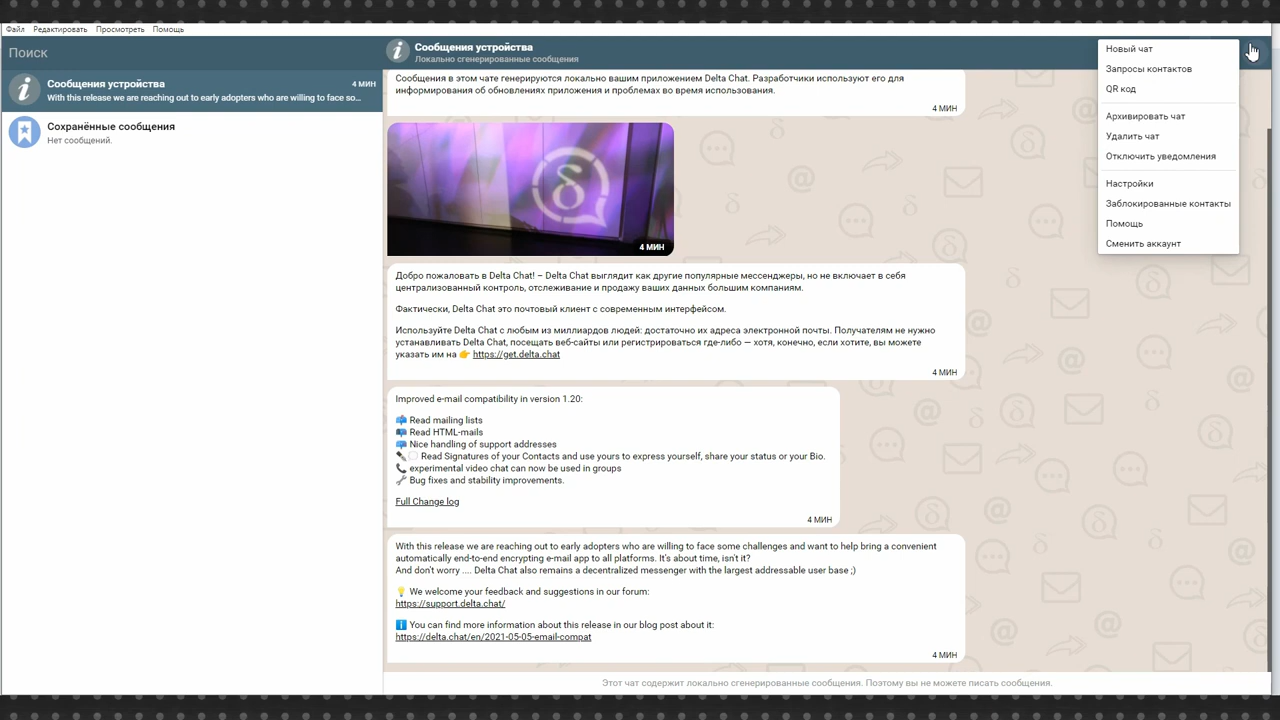 Файл Редактировать Просмотреть Помощь
Поиск
Сообщения устройства
4 МИН
With this release we are reaching out to early adopters who are willing to face so...
Сохранённые сообщения
Нет сообщений.
Сообщения устройства
Локально сгенерированные сообщения
Сообщения в этом чате генерируются локально вашим приложением Delta Chat. Разработчики используют его для
информирования об обновлениях приложения и проблемах во время использования.
4 МИН
4 МИН
Добро пожаловать в Delta Chat! – Delta Chat выглядит как другие популярные мессенджеры, но не включает в себя
централизованный контроль, отслеживание и продажу ваших данных большим компаниям.
Фактически, Delta Chat это почтовый клиент с современным интерфейсом.
Используйте Delta Chat с любым из миллиардов людей: достаточно их адреса электронной почты. Получателям не нужно
устанавливать Delta Chat, посещать веб-сайты или регистрироваться где-либо — хотя, конечно, если хотите, вы можете
указать им на 👉 https://get.delta.chat
4 МИН
Improved e-mail compatibility in version 1.20:
📫 Read mailing lists
📭 Read HTML-mails
📪 Nice handling of support addresses
✒️💭 Read Signatures of your Contacts and use yours to express yourself, share your status or your Bio.
📞 experimental video chat can now be used in groups
🔧 Bug fixes and stability improvements.
Full Change log
4 МИН
With this release we are reaching out to early adopters who are willing to face some challenges and want to help bring a convenient
automatically end-to-end encrypting e-mail app to all platforms. It's about time, isn't it?
And don't worry .... Delta Chat also remains a decentralized messenger with the largest addressable user base ;)
💡 We welcome your feedback and suggestions in our forum:
https://support.delta.chat/
ℹ️ You can find more information about this release in our blog post about it:
https://delta.chat/en/2021-05-05-email-compat
4 МИН
Этот чат содержит локально сгенерированные сообщения. Поэтому вы не можете писать сообщения.
Новый чат
Запросы контактов
QR код
Архивировать чат
Удалить чат
Отключить уведомления
Настройки
Заблокированные контакты
Помощь
Сменить аккаунт